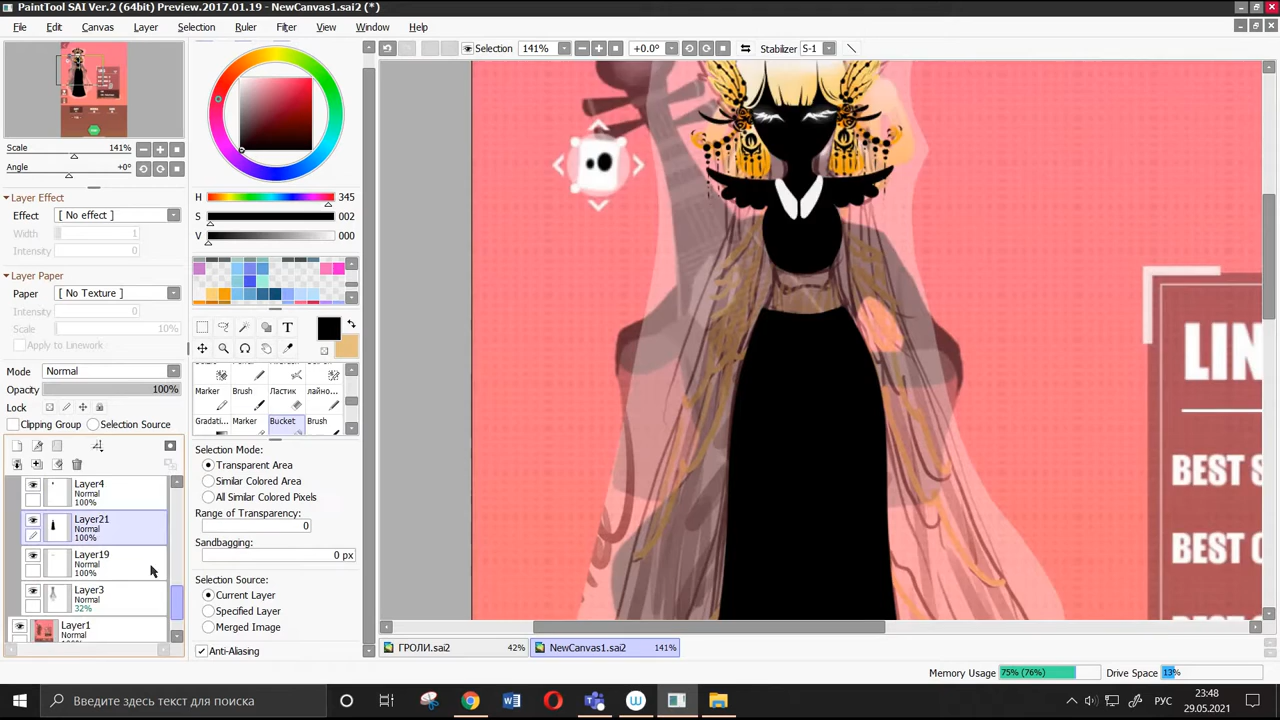 PaintTool SAI Ver.2 (64bit) Preview.2017.01.19 - NewCanvas1.sai2 (*)
File Edit Canvas Layer Selection Ruler Filter View Window Help
Selection 141% +0.0° Stabilizer S-1
Scale 141%
Angle +0°
Layer Effect
Effect [ No effect ]
Width 1
Intensity 0
Layer Paper
Paper [ No Texture ]
Intensity 0
Scale 10%
Apply to Linework
Mode Normal
Opacity 100%
Lock
Clpping Group Selection Source
Layer4
Normal
100%
Layer21
Normal
100%
Layer19
Normal
100%
Layer3
Normal
32%
Layer1
Normal
H 345
S 002
V 000
T
Marker Brush Ластик лайно...
Gradati... Marker Bucket Brush
Selection Mode:
Transparent Area
Similar Colored Area
All Similar Colored Pixels
Range of Transparency:
0
Sandbagging:
0 px
Selection Source:
Current Layer
Specified Layer
Merged Image
Anti-Aliasing
LIN
BEST S
BEST
ГРОЛИ.sai2 42% NewCanvas1.sai2 141%
Memory Usage 75% (76%) Drive Space 13%
Введите здесь текст для поиска
РУС
23:48
29.05.2021